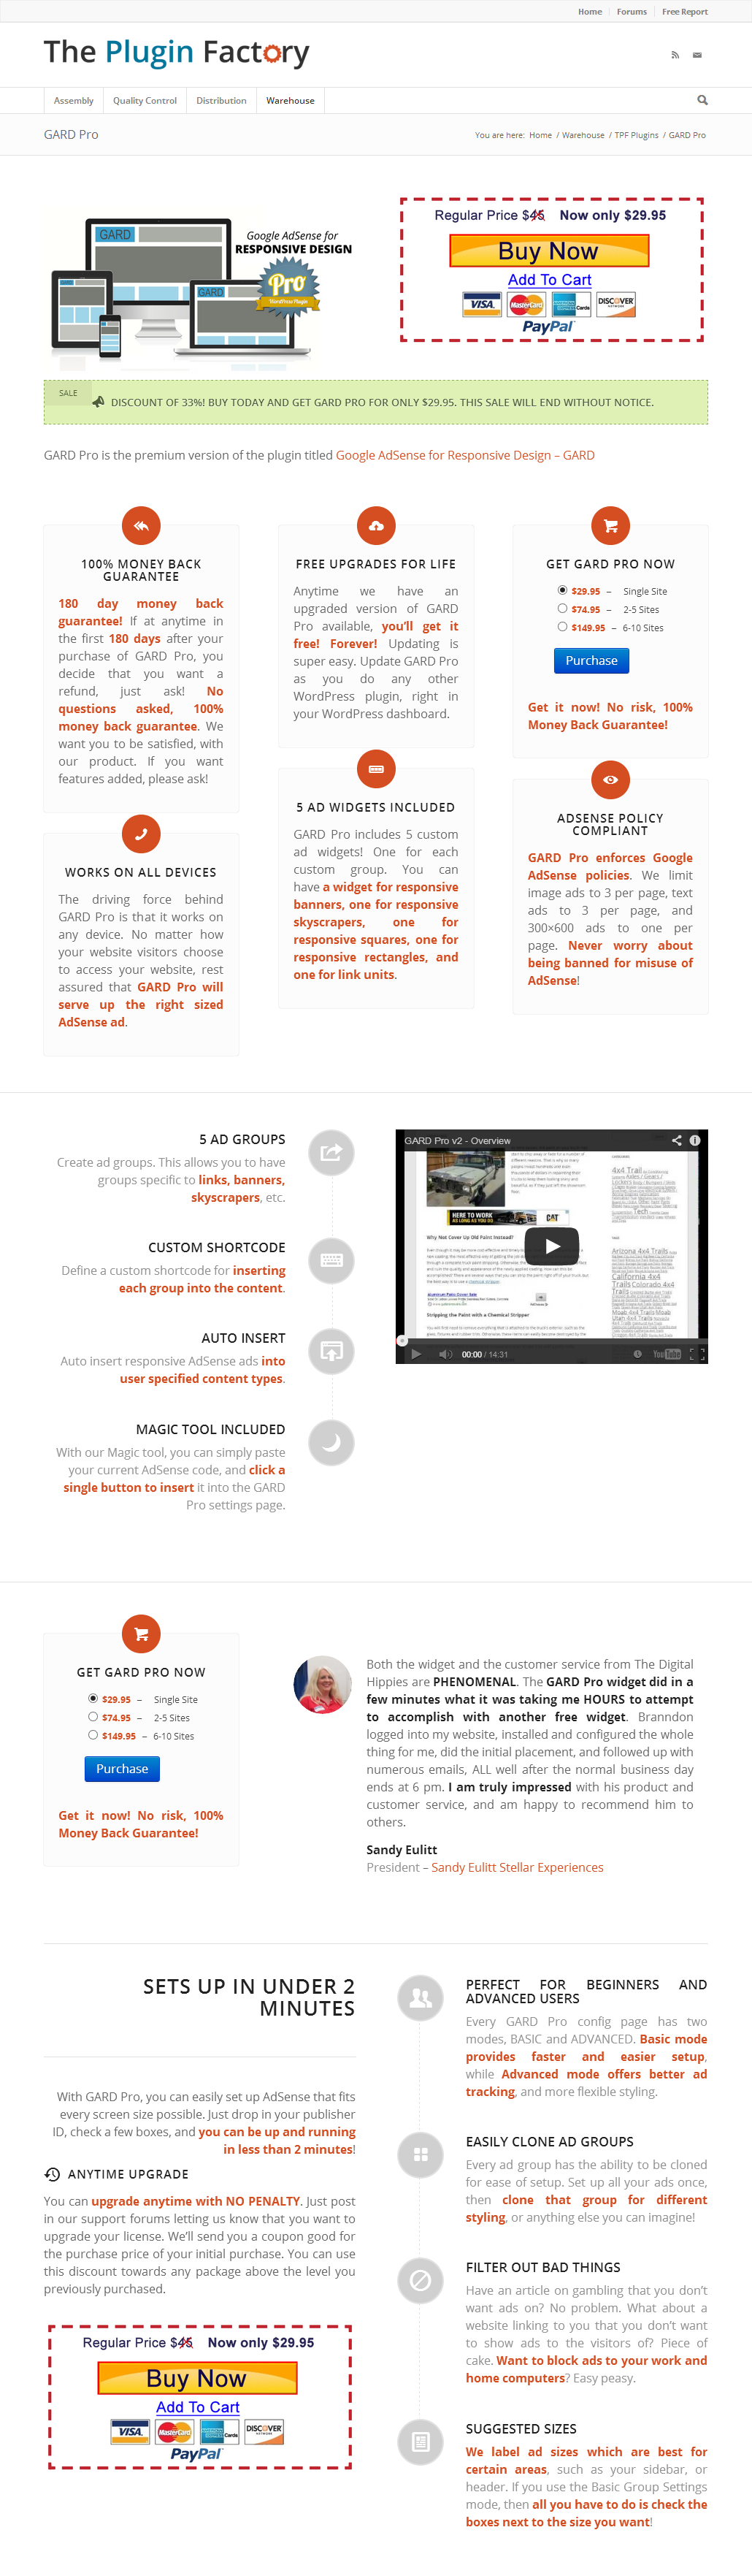 Home Forums Free Report
The Plugin Factory
Assembly Quality Control Distribution Warehouse
GARD Pro
You are here: Home / Warehouse / TPF Plugins / GARD Pro
GARD
GARD
Google AdSense for
RESPONSIVE DESIGN
Pro
WordPress Plugin
Regular Price $45 Now only $29.95
Buy Now
Add To Cart
VISA MasterCard Cards DISCOVER
PayPal
SALE
DISCOUNT OF 33%! BUY TODAY AND GET GARD PRO FOR ONLY $29.95. THIS SALE WILL END WITHOUT NOTICE.
GARD Pro is the premium version of the plugin titled Google AdSense for Responsive Design – GARD
100% MONEY BACK
GUARANTEE
180 day money back
guarantee! If at anytime in
the first 180 days after your
purchase of GARD Pro, you
decide that you want a
refund, just ask! No
questions asked, 100%
money back guarantee. We
want you to be satisfied, with
our product. If you want
features added, please ask!
WORKS ON ALL DEVICES
The driving force behind
GARD Pro is that it works on
any device. No matter how
your website visitors choose
to access your website, rest
assured that GARD Pro will
serve up the right sized
AdSense ad.
FREE UPGRADES FOR LIFE
Anytime we have an
upgraded version of GARD
Pro available, you'll get it
free! Forever! Updating is
super easy. Update GARD Pro
as you do any other
WordPress plugin, right in
your WordPress dashboard.
5 AD WIDGETS INCLUDED
GARD Pro includes 5 custom
ad widgets! One for each
custom group. You can
have a widget for responsive
banners, one for responsive
skyscrapers, one for
responsive squares, one for
responsive rectangles, and
one for link units.
GET GARD PRO NOW
$29.95 – Single Site
$74.95 – 2-5 Sites
$149.95 – 6-10 Sites
Purchase
Get it now! No risk, 100%
Money Back Guarantee!
ADSENSE POLICY
COMPLIANT
GARD Pro enforces Google
AdSense policies. We limit
image ads to 3 per page, text
ads to 3 per page, and
300×600 ads to one per
page. Never worry about
being banned for misuse of
AdSense!
5 AD GROUPS
Create ad groups. This allows you to have
groups specific to links, banners,
skyscrapers, etc.
CUSTOM SHORTCODE
Define a custom shortcode for inserting
each group into the content.
AUTO INSERT
Auto insert responsive AdSense ads into
user specified content types.
MAGIC TOOL INCLUDED
With our Magic tool, you can simply paste
your current AdSense code, and click a
single button to insert it into the GARD
Pro settings page.
GARD Pro v2 - Overview
HERE TO WORK
AS LONG AS YOU DO.
CAT
Why Not Cover Up Old Paint Instead?
Stripping the Paint with a Chemical Stripper
4x4 Trail
Arizona 4x4 Trails
California 4x4
Trails Colorado 4x4
Trails
Utah 4x4 Trails
00:00 / 14:31
YouTube
GET GARD PRO NOW
$29.95 – Single Site
$74.95 – 2-5 Sites
$149.95 – 6-10 Sites
Purchase
Get it now! No risk, 100%
Money Back Guarantee!
Both the widget and the customer service from The Digital
Hippies are PHENOMENAL. The GARD Pro widget did in a
few minutes what it was taking me HOURS to attempt
to accomplish with another free widget. Branndon
logged into my website, installed and configured the whole
thing for me, did the initial placement, and followed up with
numerous emails, ALL well after the normal business day
ends at 6 pm. I am truly impressed with his product and
customer service, and am happy to recommend him to
others.
Sandy Eulitt
President – Sandy Eulitt Stellar Experiences
SETS UP IN UNDER 2
MINUTES
With GARD Pro, you can easily set up AdSense that fits
every screen size possible. Just drop in your publisher
ID, check a few boxes, and you can be up and running
in less than 2 minutes!
ANYTIME UPGRADE
You can upgrade anytime with NO PENALTY. Just post
in our support forums letting us know that you want to
upgrade your license. We'll send you a coupon good for
the purchase price of your initial purchase. You can use
this discount towards any package above the level you
previously purchased.
Regular Price $45 Now only $29.95
Buy Now
Add To Cart
VISA MasterCard Cards DISCOVER
PayPal
PERFECT FOR BEGINNERS AND
ADVANCED USERS
Every GARD Pro config page has two
modes, BASIC and ADVANCED. Basic mode
provides faster and easier setup,
while Advanced mode offers better ad
tracking, and more flexible styling.
EASILY CLONE AD GROUPS
Every ad group has the ability to be cloned
for ease of setup. Set up all your ads once,
then clone that group for different
styling, or anything else you can imagine!
FILTER OUT BAD THINGS
Have an article on gambling that you don't
want ads on? No problem. What about a
website linking to you that you don't want
to show ads to the visitors of? Piece of
cake. Want to block ads to your work and
home computers? Easy peasy.
SUGGESTED SIZES
We label ad sizes which are best for
certain areas, such as your sidebar, or
header. If you use the Basic Group Settings
mode, then all you have to do is check the
boxes next to the size you want!